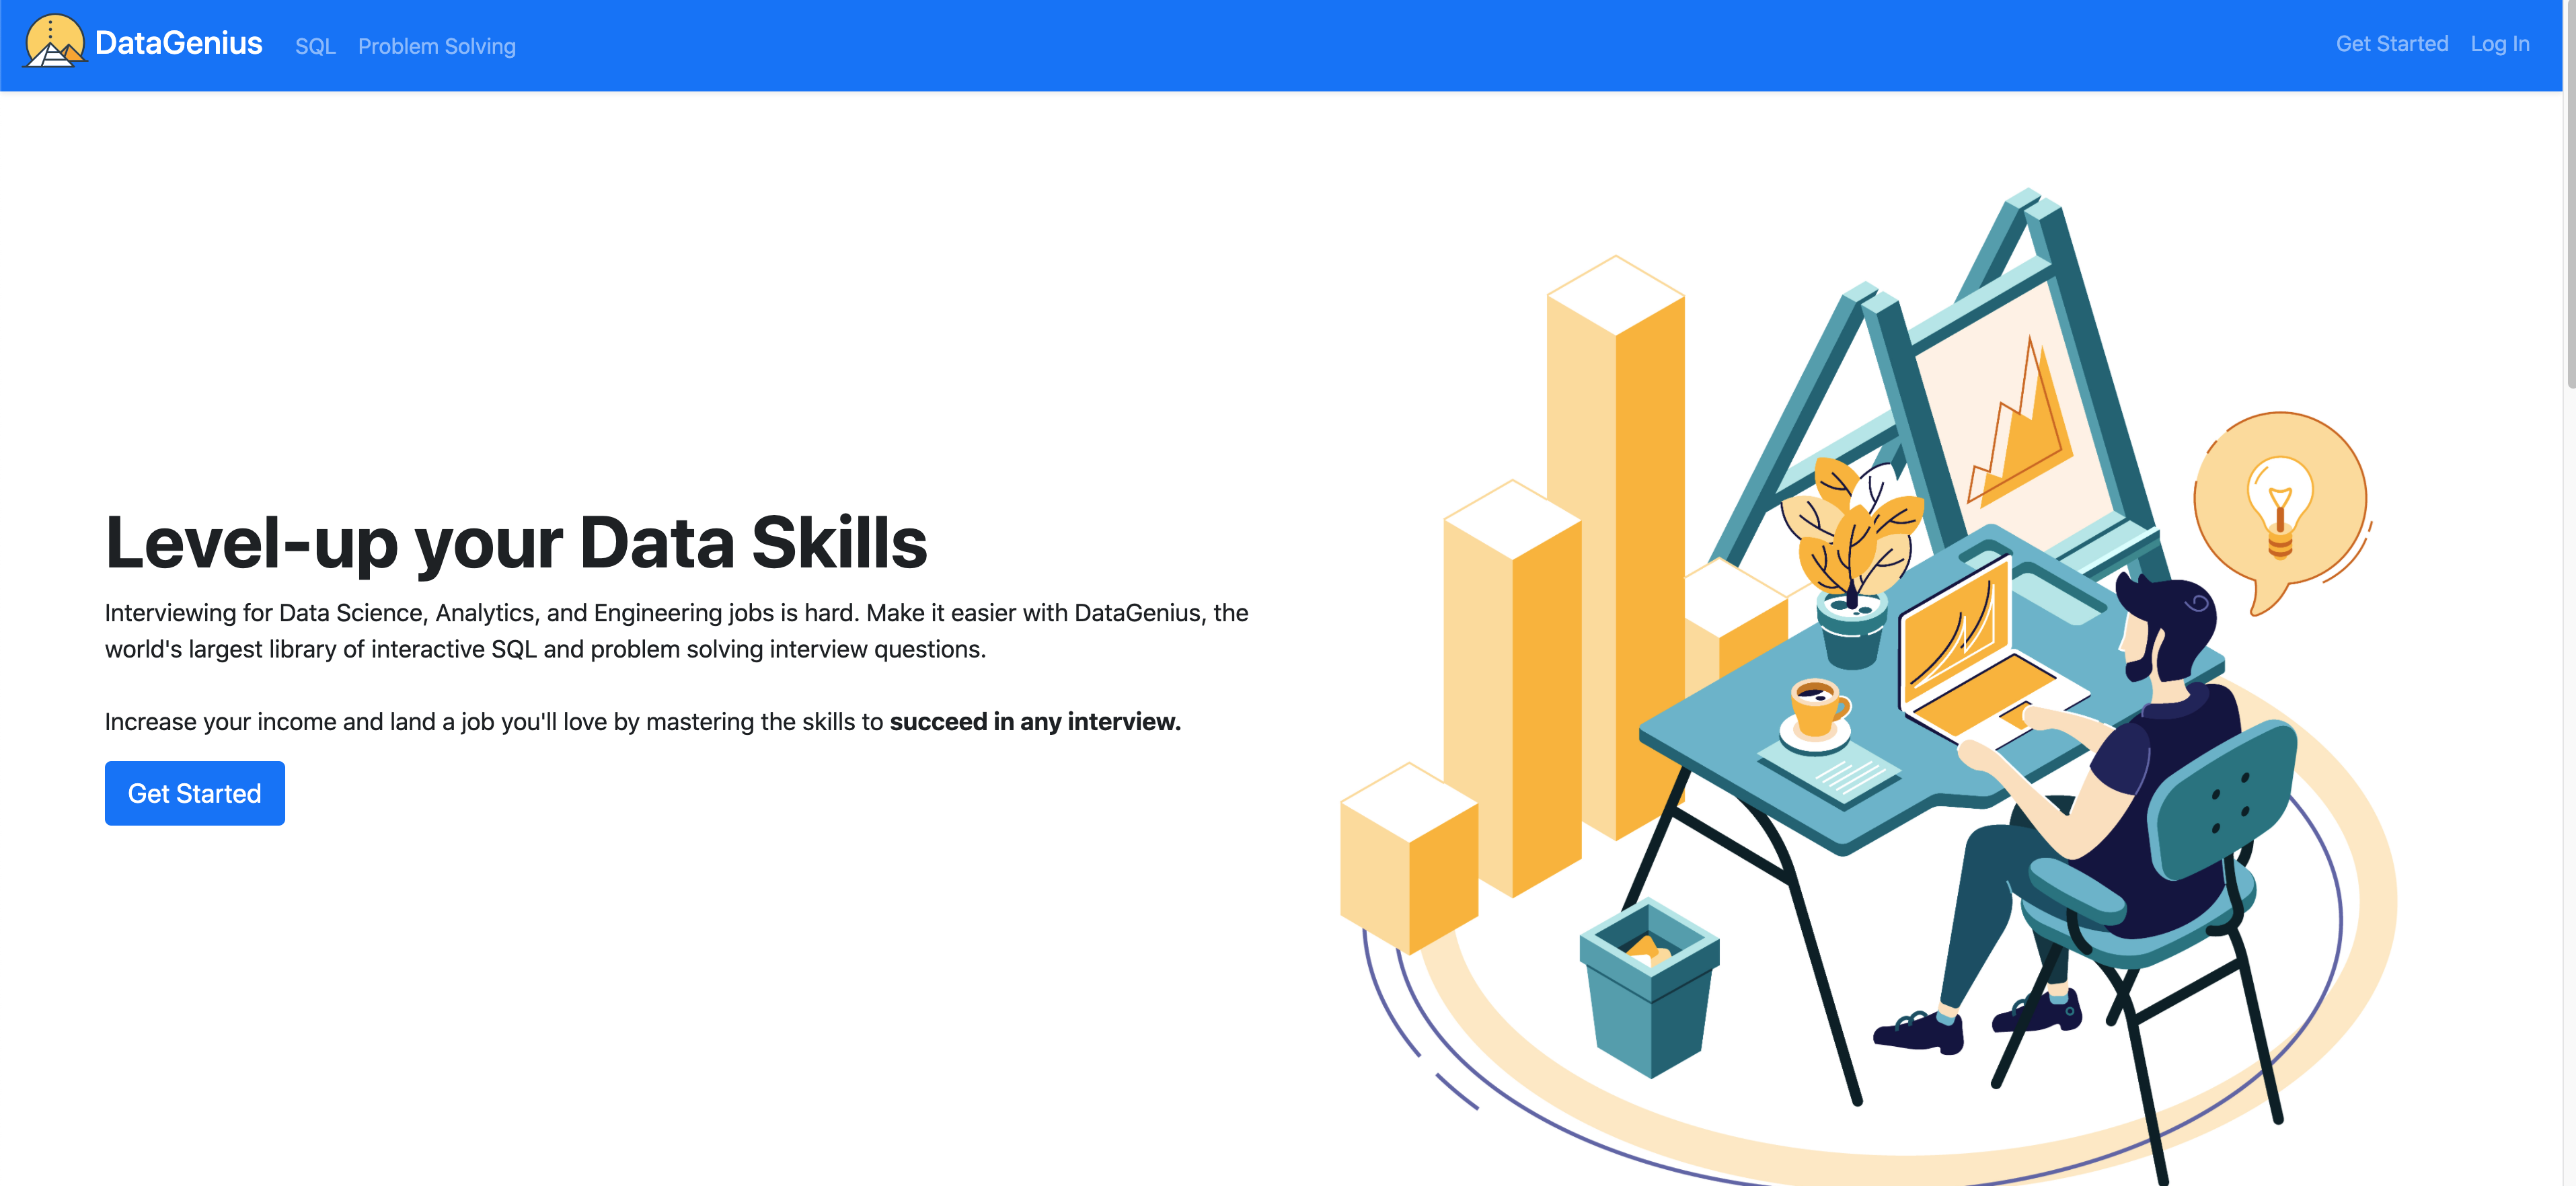 DataGenius SQL Problem Solving Get Started Log In
Level-up your Data Skills
Interviewing for Data Science, Analytics, and Engineering jobs is hard. Make it easier with DataGenius, the
world's largest library of interactive SQL and problem solving interview questions.
Increase your income and land a job you'll love by mastering the skills to succeed in any interview.
Get Started